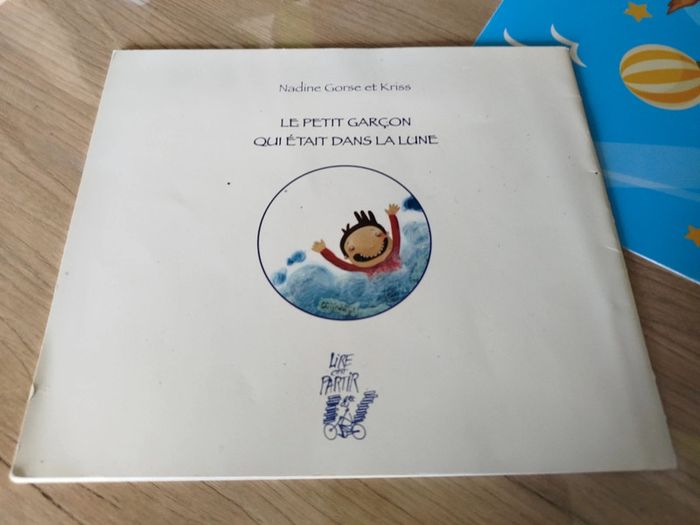 Nadine Gorse et Kriss
LE PETIT GARÇON
QUI ÉTAIT DANS LA LUNE
LIRE
C'EST
PARTIR